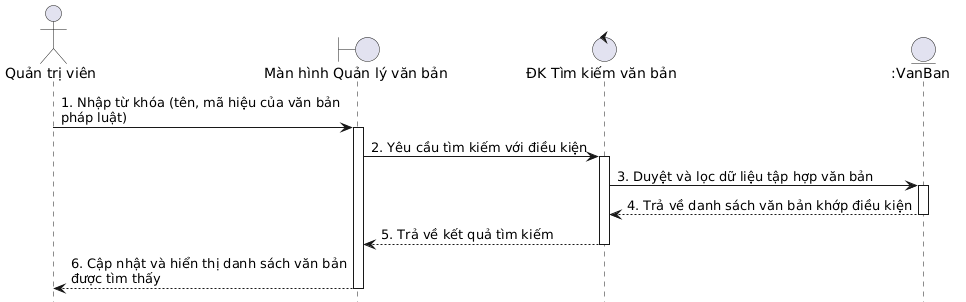 Quản trị viên
Màn hình Quản lý văn bản
ĐK Tìm kiếm văn bản
:VanBan
1. Nhập từ khóa (tên, mã hiệu của văn bản
pháp luật)
2. Yêu cầu tìm kiếm với điều kiện
3. Duyệt và lọc dữ liệu tập hợp văn bản
4. Trả về danh sách văn bản khớp điều kiện
5. Trả về kết quả tìm kiếm
6. Cập nhật và hiển thị danh sách văn bản
được tìm thấy